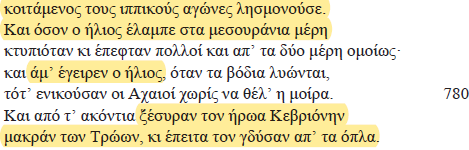 κοιτάμενος τους ιππικούς αγώνες λησμονούσε.
Και όσον ο ήλιος έλαμπε στα μεσουράνια μέρη
κτυπιόταν κι έπεφταν πολλοί και απ’ τα δύο μέρη ομοίως·
και άμ’ έγειρεν ο ήλιος, όταν τα βόδια λυώνται,
τότ’ ενικούσαν οι Αχαιοί χωρίς να θέλ’ η μοίρα. 780
Και από τ’ ακόντια ξέσυραν τον ήρωα Κεβριόνην
μακράν των Τρώων, κι έπειτα τον γδύσαν απ’ τα όπλα.